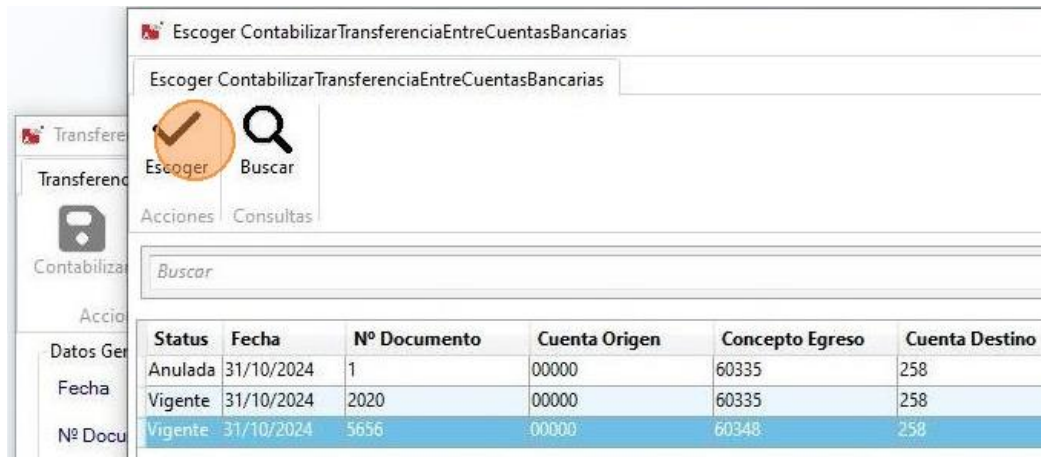 Escoger ContabilizarTransferenciaEntreCuentasBancarias
Escoger ContabilizarTransferenciaEntreCuentasBancarias
Transfere
Transferenc
Escoger Buscar
Acciones Consultas
Contabiliza
Buscar
Accio
Status Fecha Nº Documento Cuenta Origen Concepto Egreso Cuenta Destino
Datos Ger
Anulada 31/10/2024 1 00000 60335 258
Fecha
Vigente 31/10/2024 2020 00000 60335 258
Nº Docu
Vigente 31/10/2024 5656 00000 60348 258